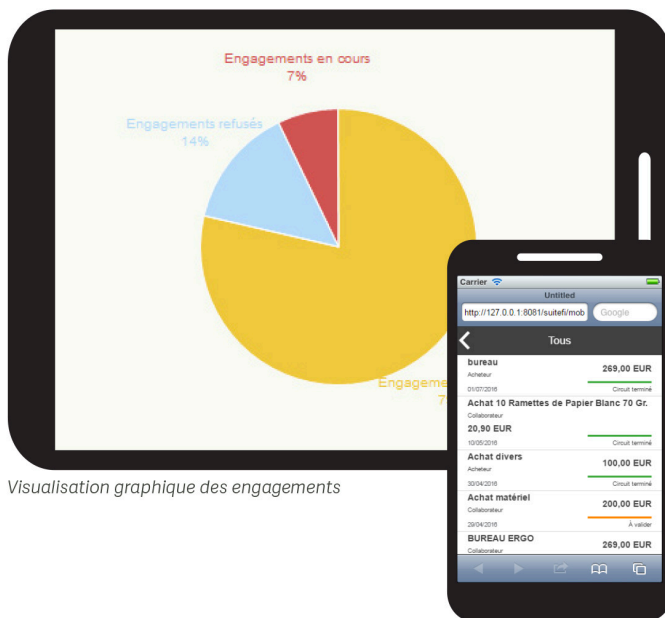 Engagements en cours
7%
Engagements refusés
14%
Visualisation graphique des engagements
Carrier
Untitled
http://127.0.0.1:8081/suitefi/mob
Google
Tous
bureau
269,00 EUR
Acheteur
01/07/2016
Circuit terminé
Achat 10 Ramettes de Papier Blanc 70 Gr.
Collaborateur
20,90 EUR
10/05/2016
Circuit terminé
Achat divers
100,00 EUR
Acheteur
30/04/2016
Circuit terminé
Achat matériel
200,00 EUR
Collaborateur
29/04/2016
À valider
BUREAU ERGO
269,00 EUR
Collaborateur